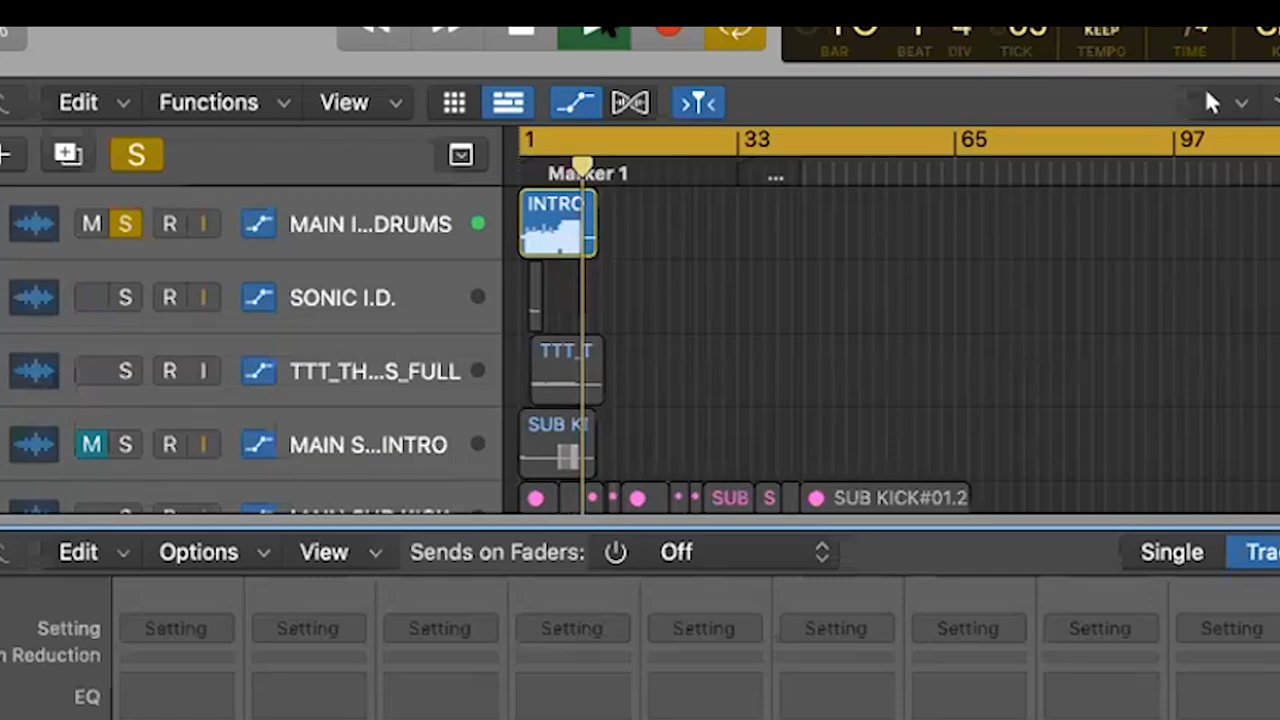 KEEP
BAR BEAT DIV TICK TEMPO TIME
Edit Functions View
S 1 33 65 97
Marker 1 ...
M S R I MAIN I...DRUMS INTRO
S R I SONIC I.D.
S R I TTT_TH...S_FULL TTT_T
M S R I MAIN S...INTRO SUB KI
SUB S SUB KICK#01.2
Edit Options View Sends on Faders: Off Single Tra
Setting Setting Setting Setting Setting Setting Setting Setting Setting Setting
n Reduction
EQ